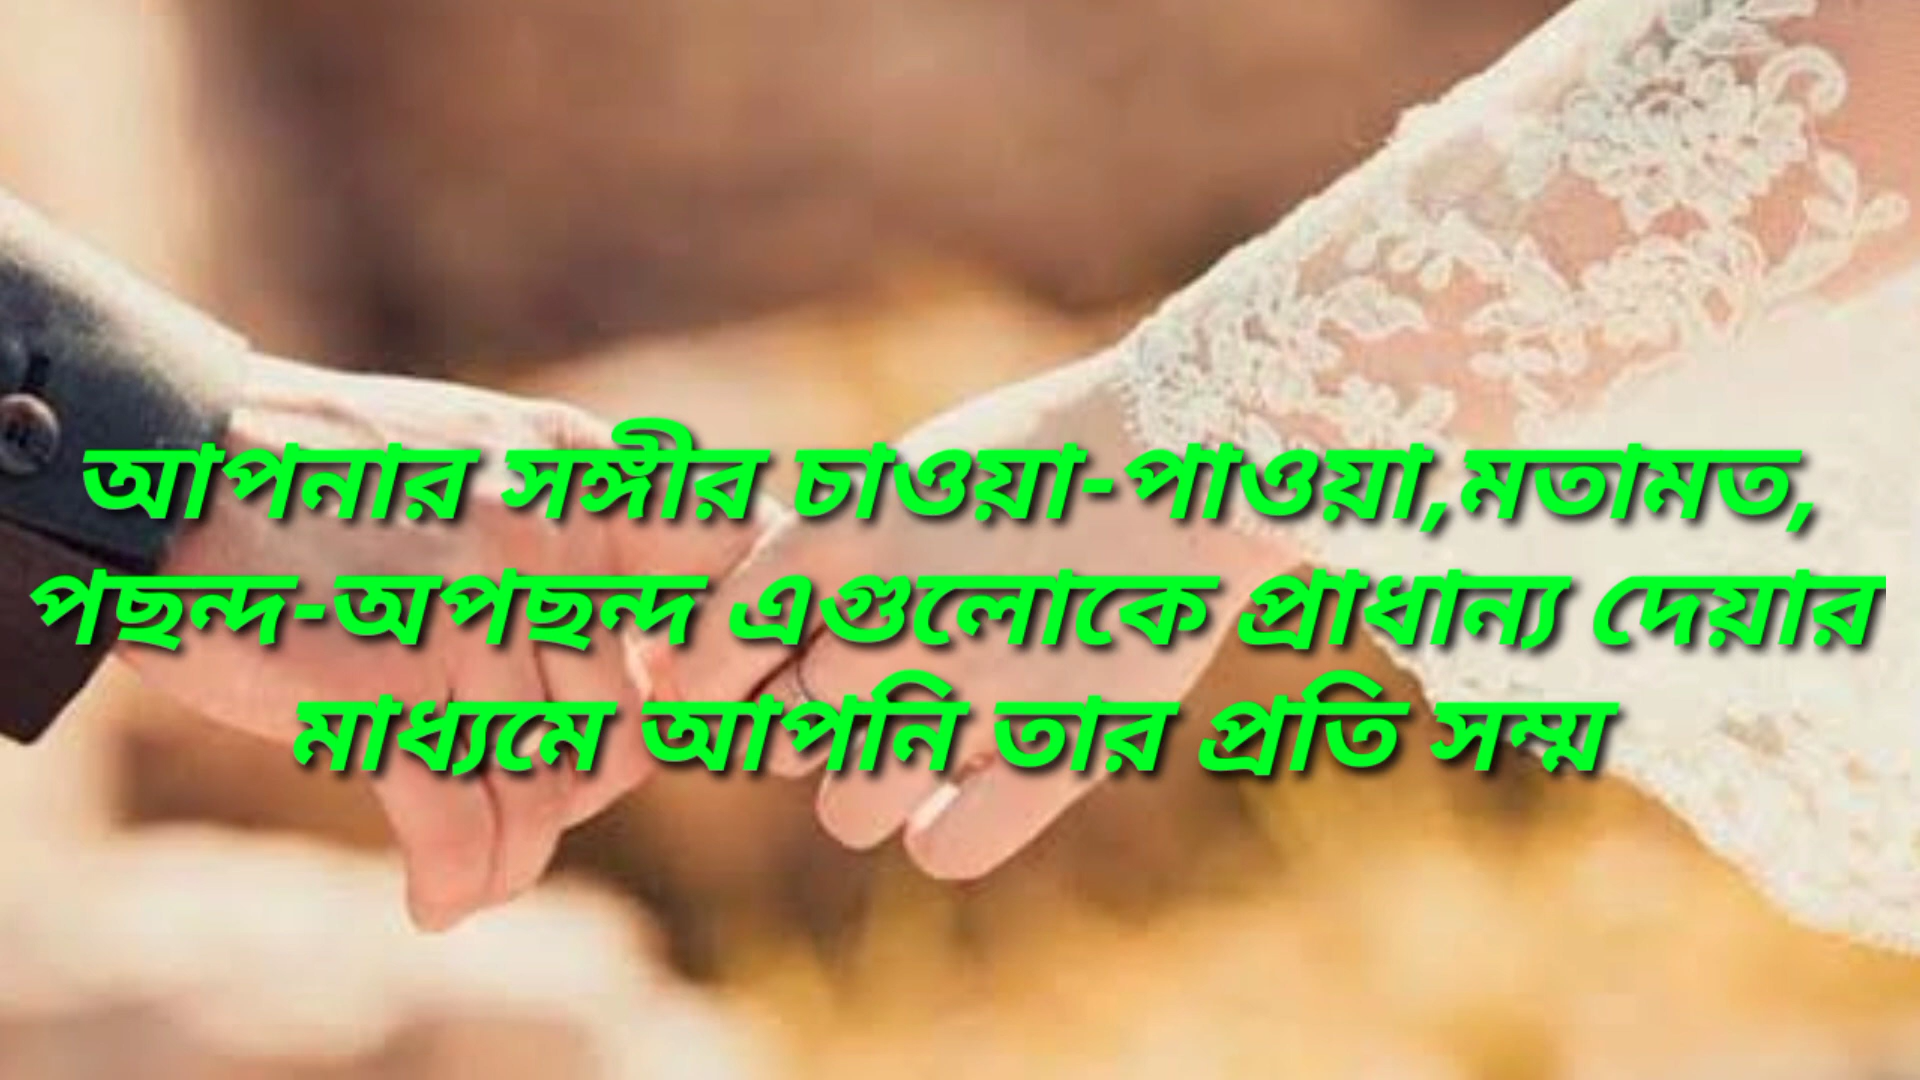 আপনার সঙ্গীর চাওয়া-পাওয়া,মতামত,
পছন্দ-অপছন্দ এগুলোকে প্রাধান্য দেয়ার
মাধ্যমে আপনি তার প্রতি সম্ম